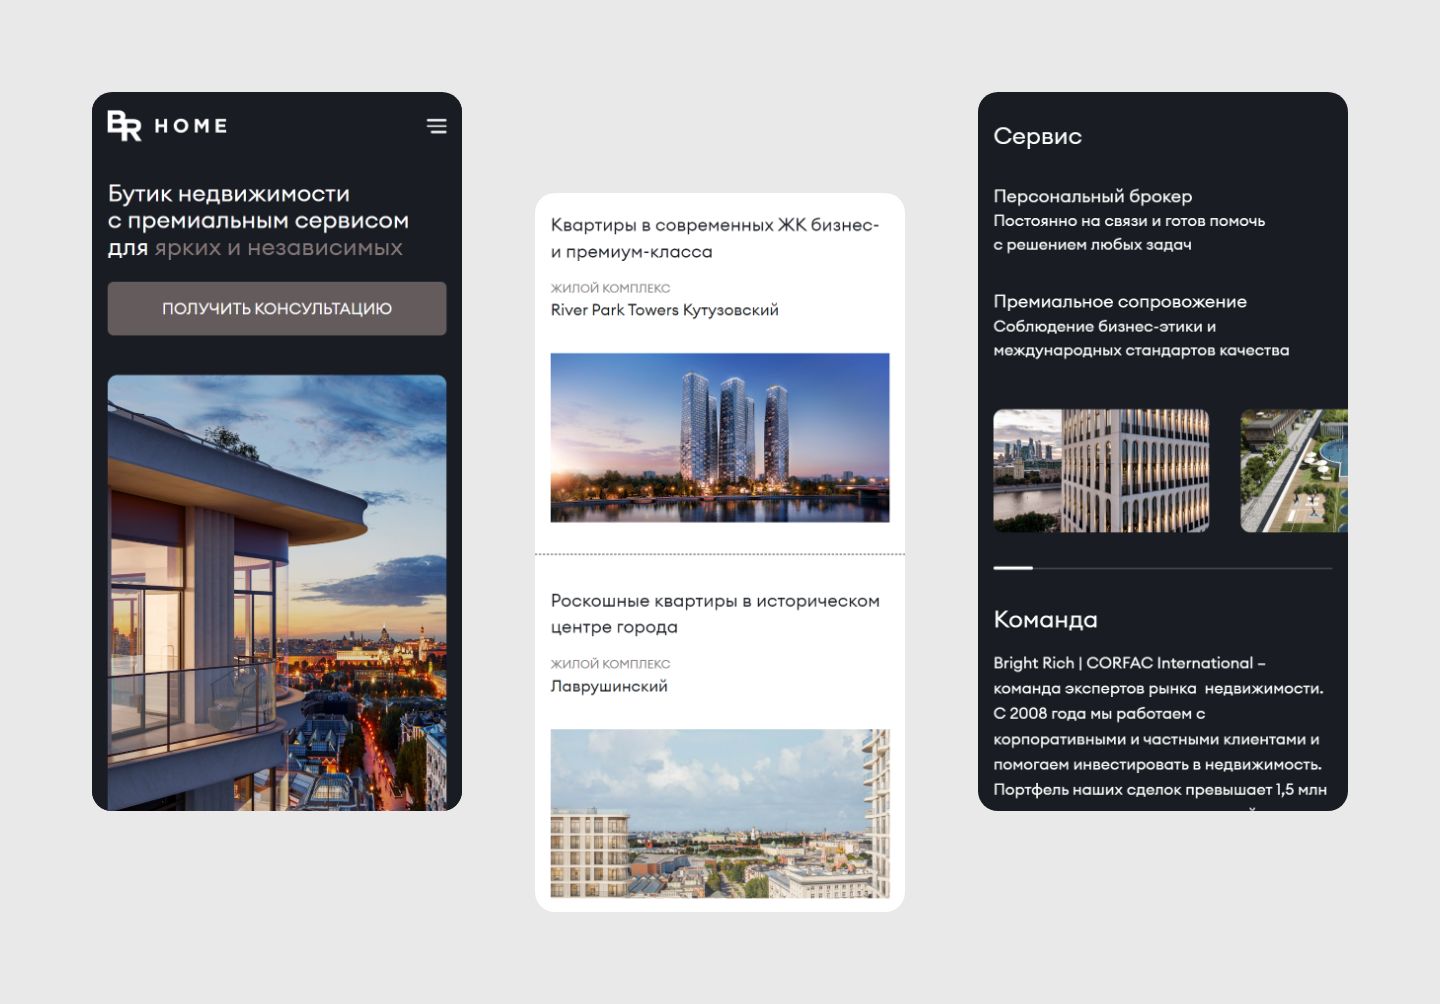 BR HOME
Бутик недвижимости
с премиальным сервисом
для ярких и независимых
ПОЛУЧИТЬ КОНСУЛЬТАЦИЮ
Квартиры в современных ЖК бизнес-
и премиум-класса
ЖИЛОЙ КОМПЛЕКС
River Park Towers Кутузовский
Роскошные квартиры в историческом
центре города
ЖИЛОЙ КОМПЛЕКС
Лаврушинский
Сервис
Персональный брокер
Постоянно на связи и готов помочь
с решением любых задач
Премиальное сопровожение
Соблюдение бизнес-этики и
международных стандартов качества
Команда
Bright Rich | CORFAC International –
команда экспертов рынка недвижимости.
С 2008 года мы работаем с
корпоративными и частными клиентами и
помогаем инвестировать в недвижимость.
Портфель наших сделок превышает 1,5 млн